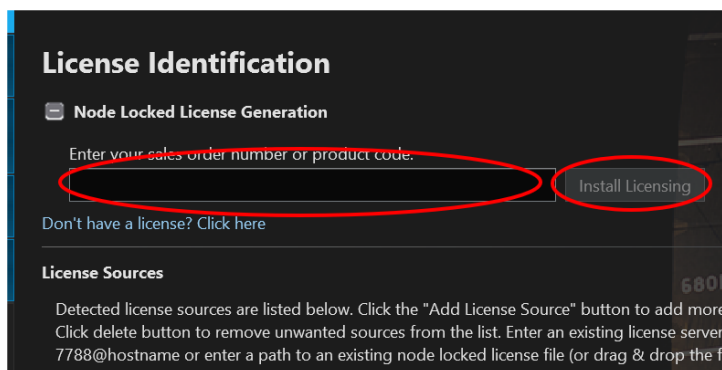 License Identification
Node Locked License Generation
Enter your sales order number or product code:
Install Licensing
Don't have a license? Click here
License Sources
Detected license sources are listed below. Click the "Add License Source" button to add more
Click delete button to remove unwanted sources from the list. Enter an existing license server
7788@hostname or enter a path to an existing node locked license file (or drag & drop the f